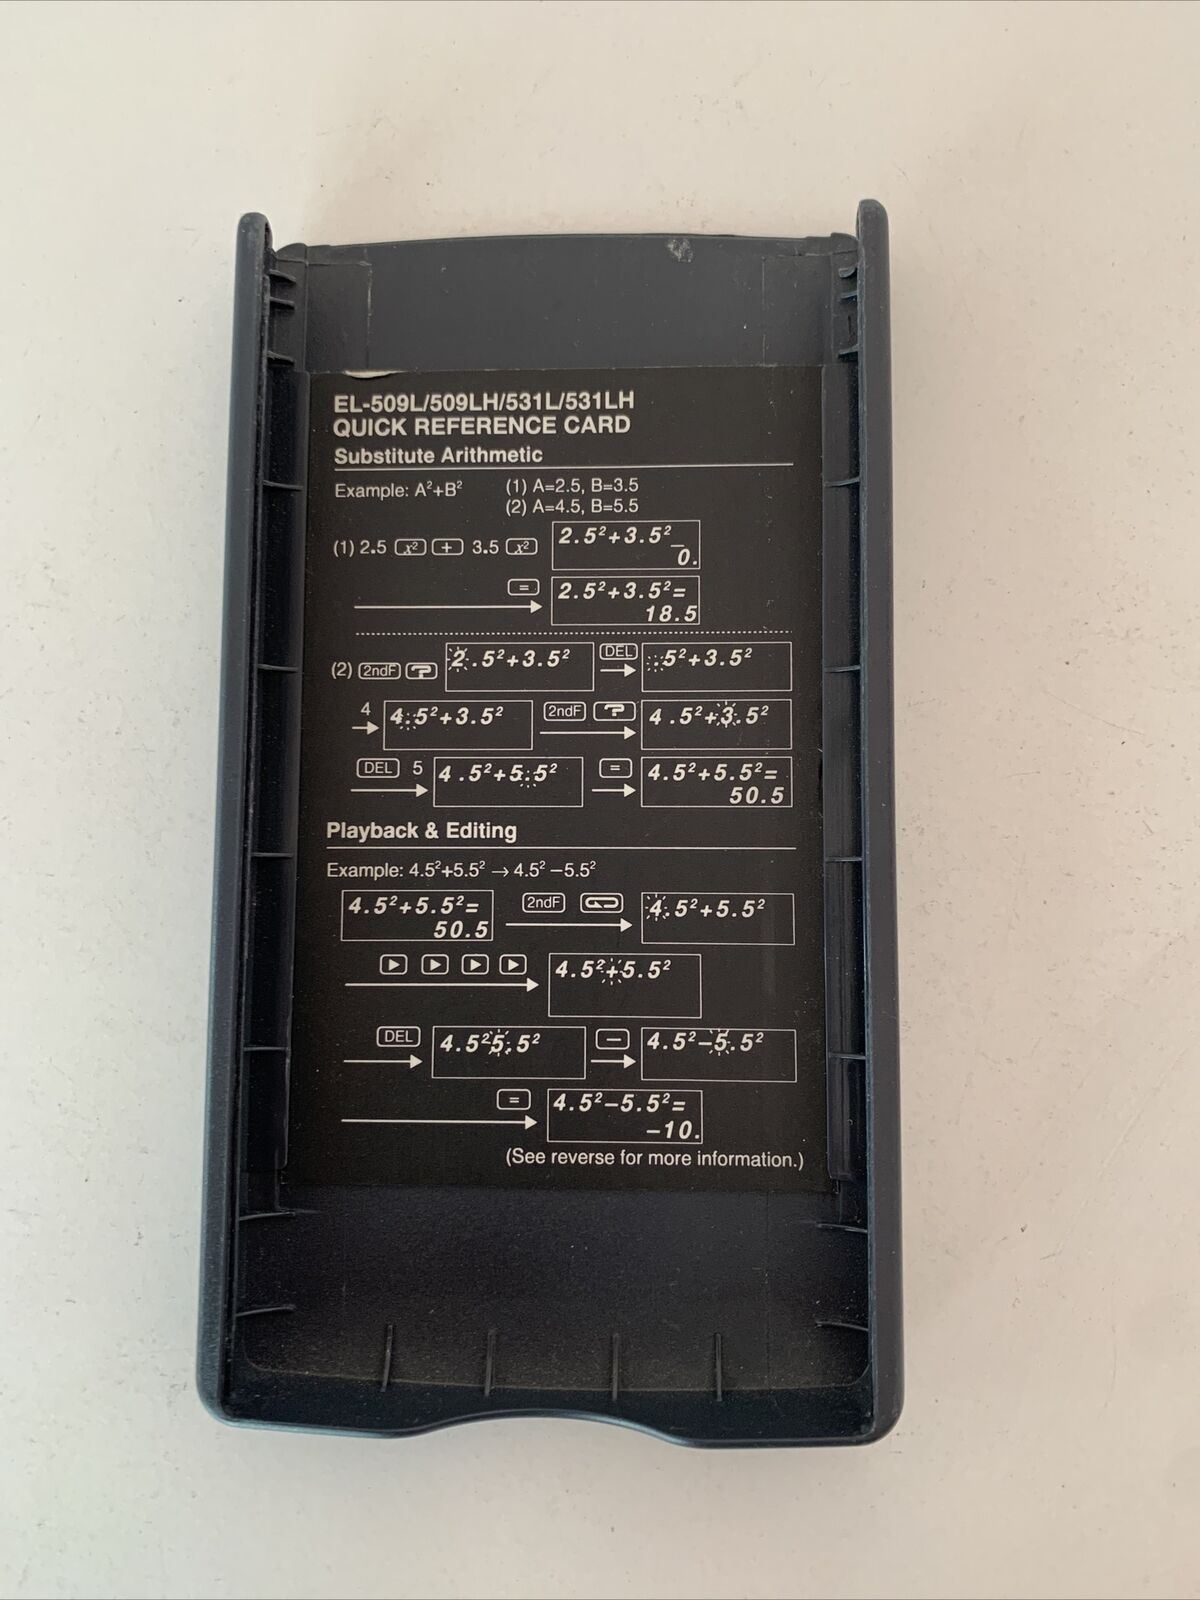 EL-509L/509LH/531L/531LH
QUICK REFERENCE CARD
Substitute Arithmetic
Example: A²+B² (1) A=2.5, B=3.5
(2) A=4.5, B=5.5
(1) 2.5 x² + 3.5 x² 2.5²+3.5²_
0.
= 2.5²+3.5²=
18.5
(2) 2ndF 2.5²+3.5² DEL .5²+3.5²
4 4.5²+3.5² 2ndF 4.5²+3.5²
DEL 5 4.5²+5.5² = 4.5²+5.5²=
50.5
Playback & Editing
Example: 4.5²+5.5² → 4.5²−5.5²
4.5²+5.5²= 2ndF 4.5²+5.5²
50.5
▶ ▶ ▶ ▶ 4.5²+5.5²
DEL 4.5²5.5² − 4.5²−5.5²
= 4.5²−5.5²=
−10.
(See reverse for more information.)